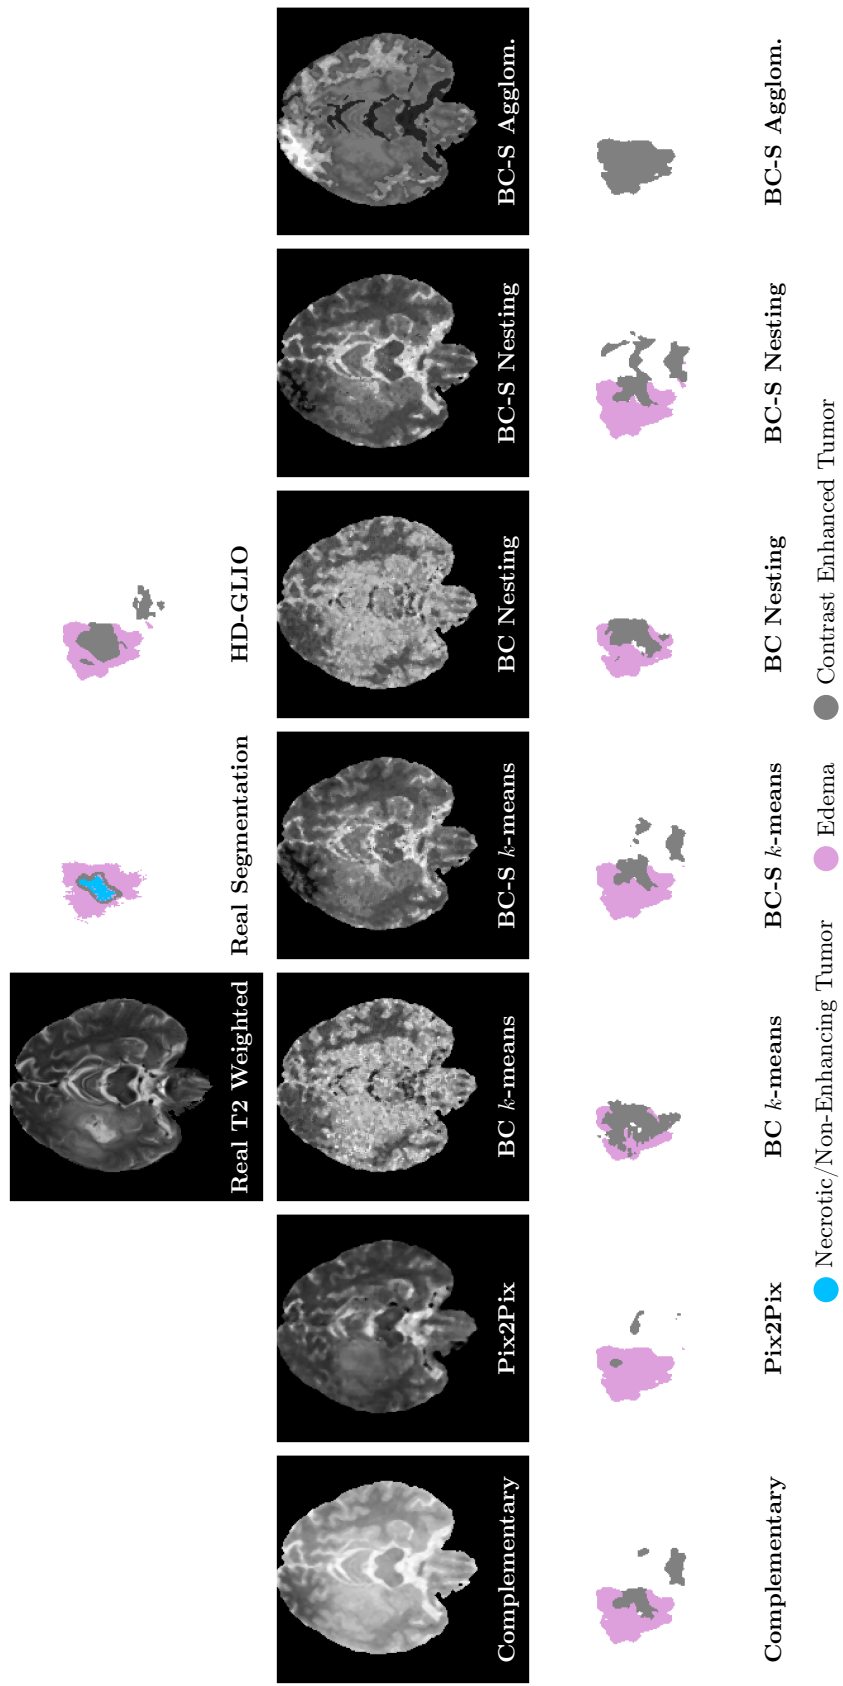 Real T2 Weighted
Real Segmentation
HD-GLIO
Complementary
Pix2Pix
BC k-means
BC-S k-means
BC Nesting
BC-S Nesting
BC-S Agglom.
Complementary
Pix2Pix
BC k-means
BC-S k-means
BC Nesting
BC-S Nesting
BC-S Agglom.
Necrotic/Non-Enhancing Tumor
Edema
Contrast Enhanced Tumor